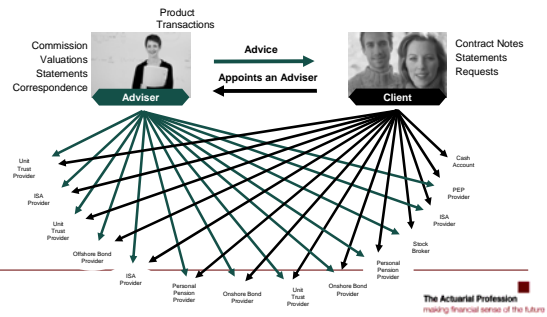 Product
Transactions
Commission
Valuations
Statements
Correspondence
Advice
Appoints an Adviser
Contract Notes
Statements
Requests
Adviser
Client
Unit
Trust
Provider
ISA
Provider
Unit
Trust
Provider
Offshore Bond
Provider
ISA
Provider
Personal
Pension
Provider
Onshore Bond
Provider
Unit
Trust
Provider
Onshore Bond
Provider
Personal
Pension
Provider
Stock
Broker
ISA
Provider
PEP
Provider
Cash
Account
The Actuarial Profession
making financial sense of the future